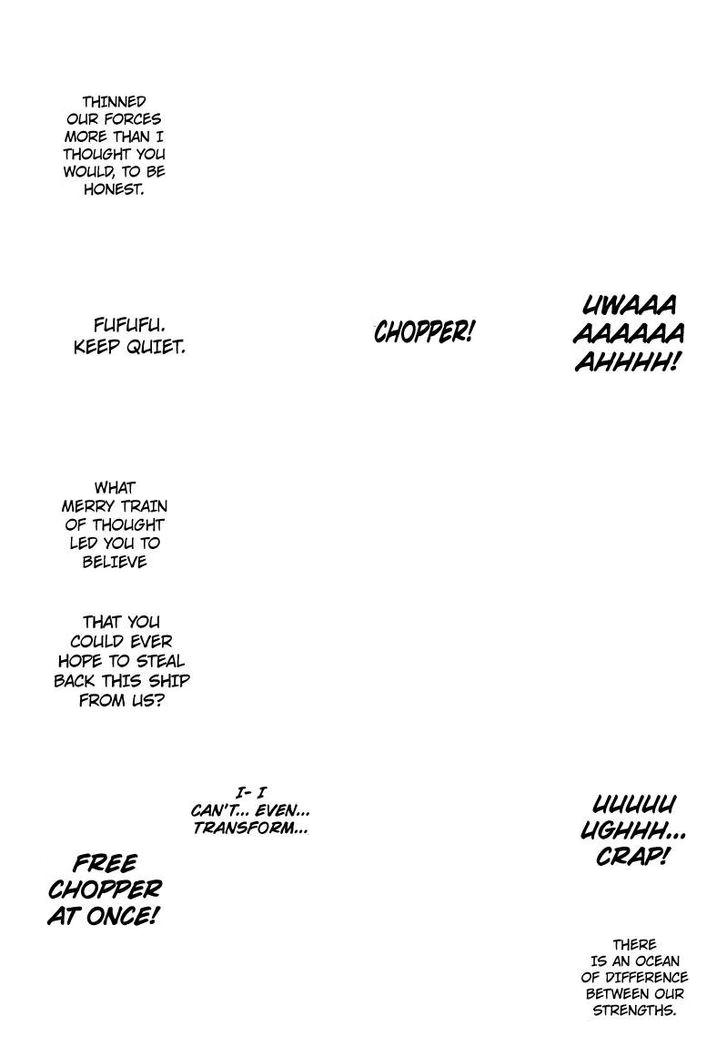 THINNED
OUR FORCES
MORE THAN I
THOUGHT YOU
WOULD, TO BE
HONEST.
UWAAA
AAAAAA
AHHHH!
CHOPPER!
FUFUFU.
KEEP QUIET.
WHAT
MERRY TRAIN
OF THOUGHT
LED YOU TO
BELIEVE
THAT YOU
COULD EVER
HOPE TO STEAL
BACK THIS SHIP
FROM US?
UUUUU
UGHHH...
CRAP!
I- I
CAN'T... EVEN...
TRANSFORM...
FREE
CHOPPER
AT ONCE!
THERE
IS AN OCEAN
OF DIFFERENCE
BETWEEN OUR
STRENGTHS.